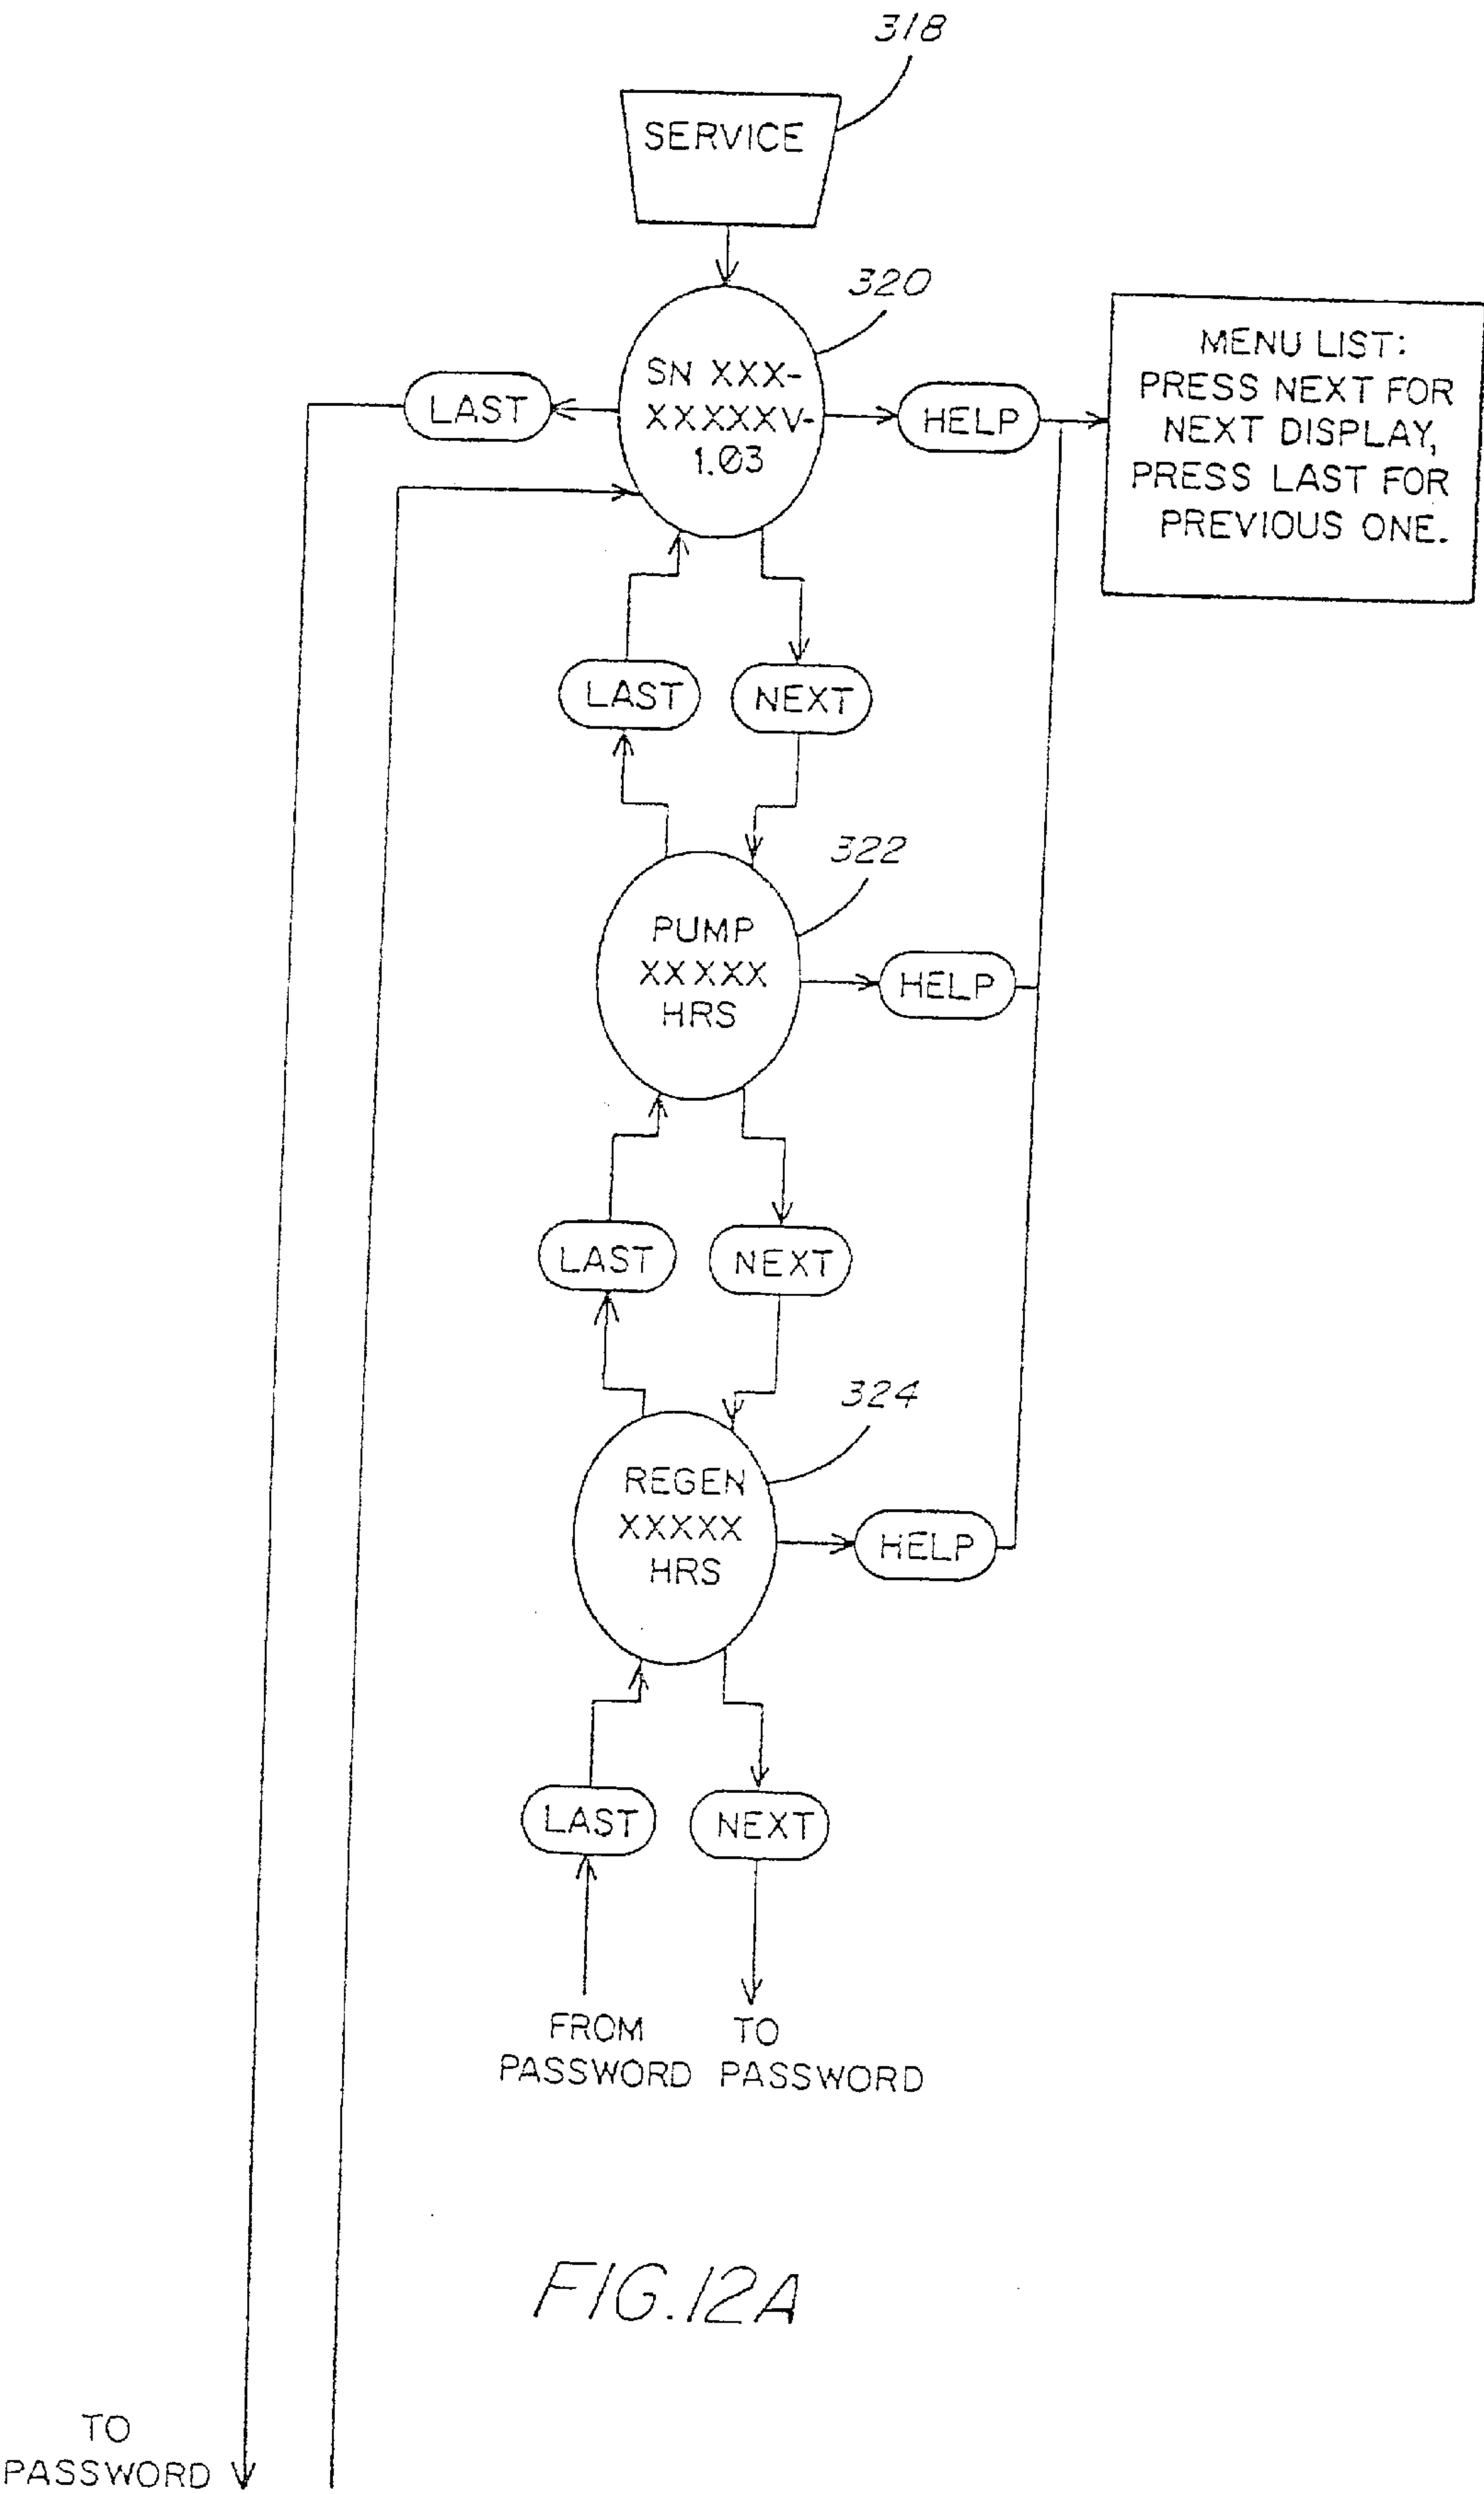 318
SERVICE
320
SN XXX-
XXXXXV-
1.03
LAST
HELP
MENU LIST:
PRESS NEXT FOR
NEXT DISPLAY,
PRESS LAST FOR
PREVIOUS ONE.
LAST
NEXT
322
PUMP
XXXXX
HRS
HELP
LAST
NEXT
324
REGEN
XXXXX
HRS
HELP
LAST
NEXT
FROM
PASSWORD
TO
PASSWORD
FIG.12A
TO
PASSWORD